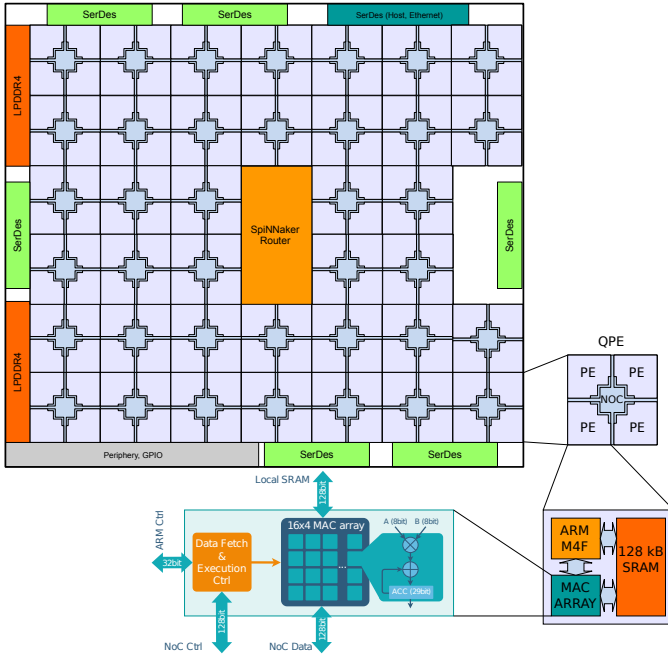 SerDes
SerDes
SerDes (Host, Ethernet)
LPDDR4
SerDes
SpiNNaker
Router
SerDes
LPDDR4
QPE
PE
PE
NOC
PE
PE
Periphery, GPIO
SerDes
SerDes
Local SRAM
128bit
ARM Ctrl
32bit
Data Fetch
&
Execution
Ctrl
16x4 MAC array
...
A (8bit)
B (8bit)
ACC (29bit)
128bit
128bit
NoC Ctrl
NoC Data
ARM
M4F
128 kB
SRAM
MAC
ARRAY